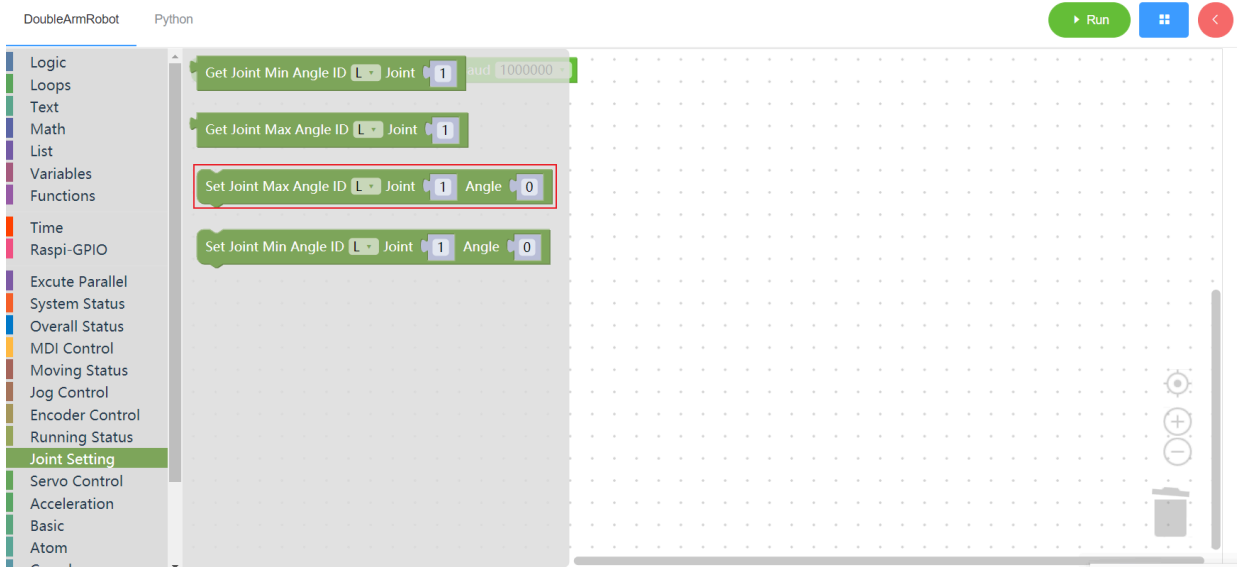 DoubleArmRobot Python Run
Logic
Loops
Text
Math
List
Variables
Functions
Time
Raspi-GPIO
Excute Parallel
System Status
Overall Status
MDI Control
Moving Status
Jog Control
Encoder Control
Running Status
Joint Setting
Servo Control
Acceleration
Basic
Atom
Get Joint Min Angle ID L Joint 1
aud 1000000
Get Joint Max Angle ID L Joint 1
Set Joint Max Angle ID L Joint 1 Angle 0
Set Joint Min Angle ID L Joint 1 Angle 0